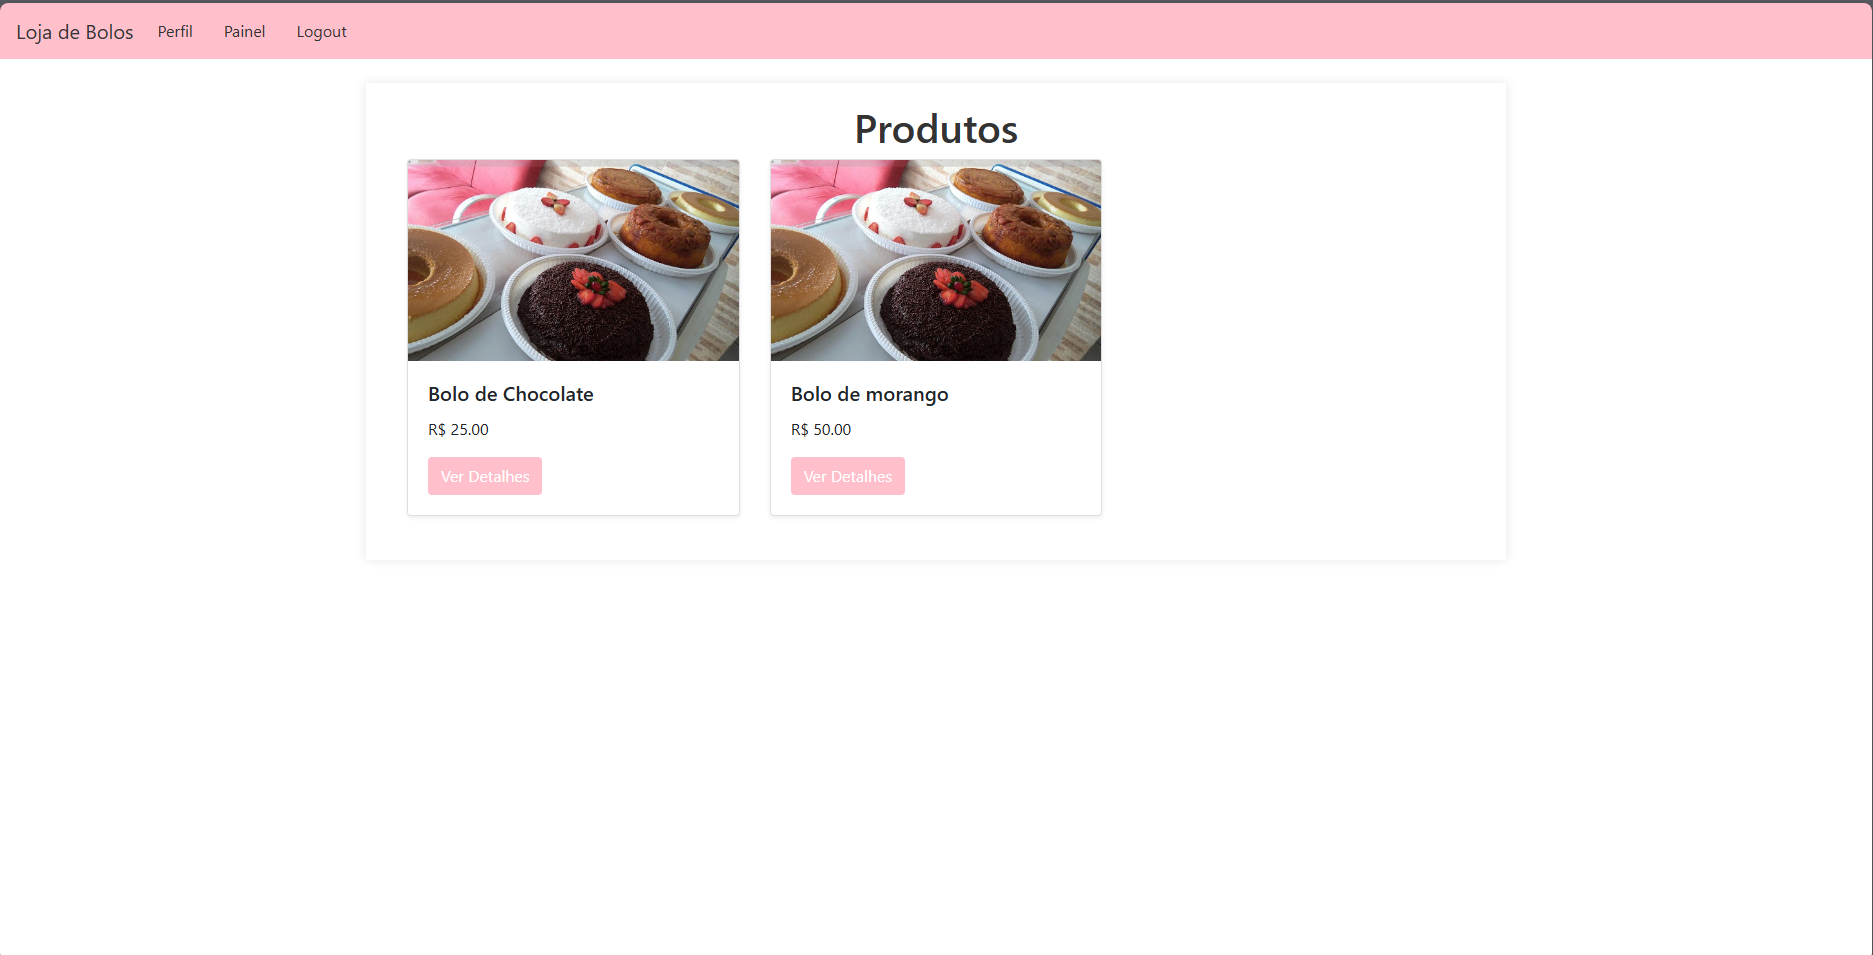 Loja de Bolos Perfil Painel Logout
Produtos
Bolo de Chocolate
R$ 25.00
Ver Detalhes
Bolo de morango
R$ 50.00
Ver Detalhes